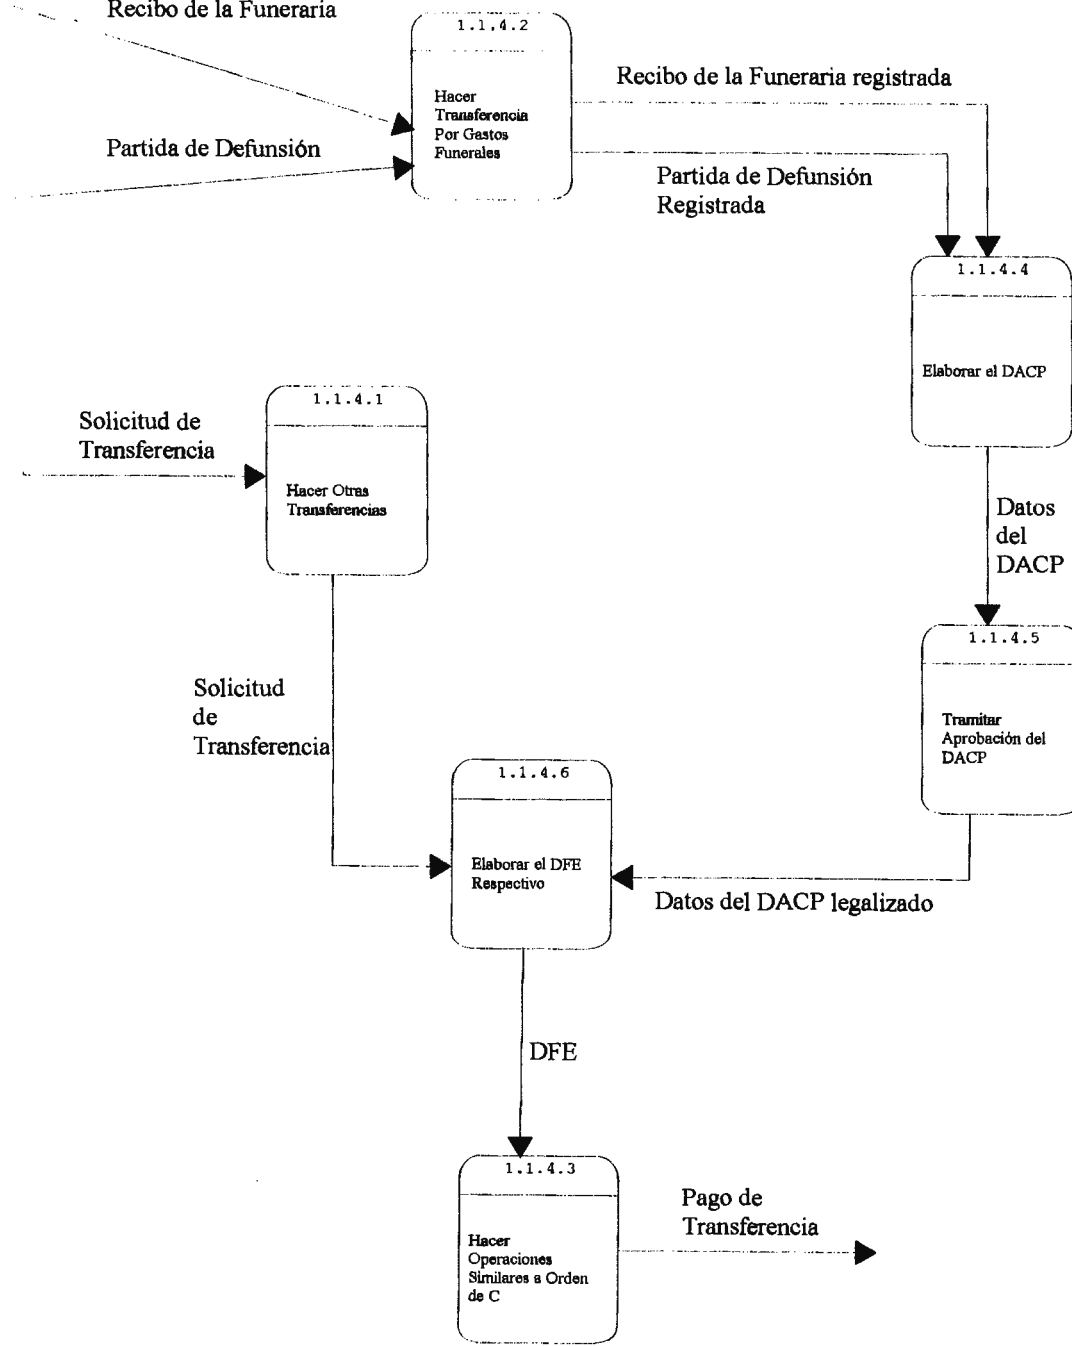 Recibo de la Funeraria
1.1.4.2
Hacer
Transferencia
Por Gastos
Funerales
Recibo de la Funeraria registrada
Partida de Defunsión
Partida de Defunsión
Registrada
1.1.4.4
Elaborar el DACP
1.1.4.1
Solicitud de
Transferencia
Hacer Otras
Transferencias
Datos
del
DACP
1.1.4.5
Tramitar
Aprobación del
DACP
Solicitud
de
Transferencia
1.1.4.6
Elaborar el DFE
Respectivo
Datos del DACP legalizado
DFE
1.1.4.3
Hacer
Operaciones
Similares a Orden
de C
Pago de
Transferencia